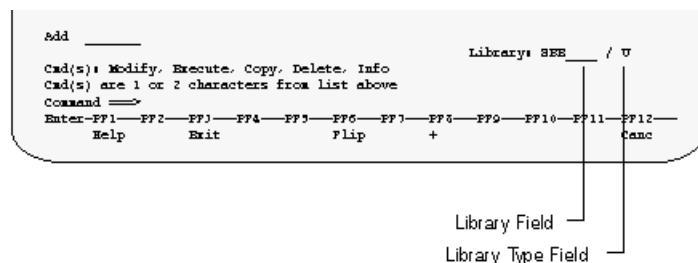 Add _______
Library: SEE____ / U
Cmd(s): Modify, Execute, Copy, Delete, Info
Cmd(s) are 1 or 2 characters from list above
Command ==>
Enter-PF1---PF2---PF3---PF4---PF5---PF6---PF7---PF8---PF9---PF10--PF11--PF12---
Help Exit Flip + Canc
Library Field
Library Type Field